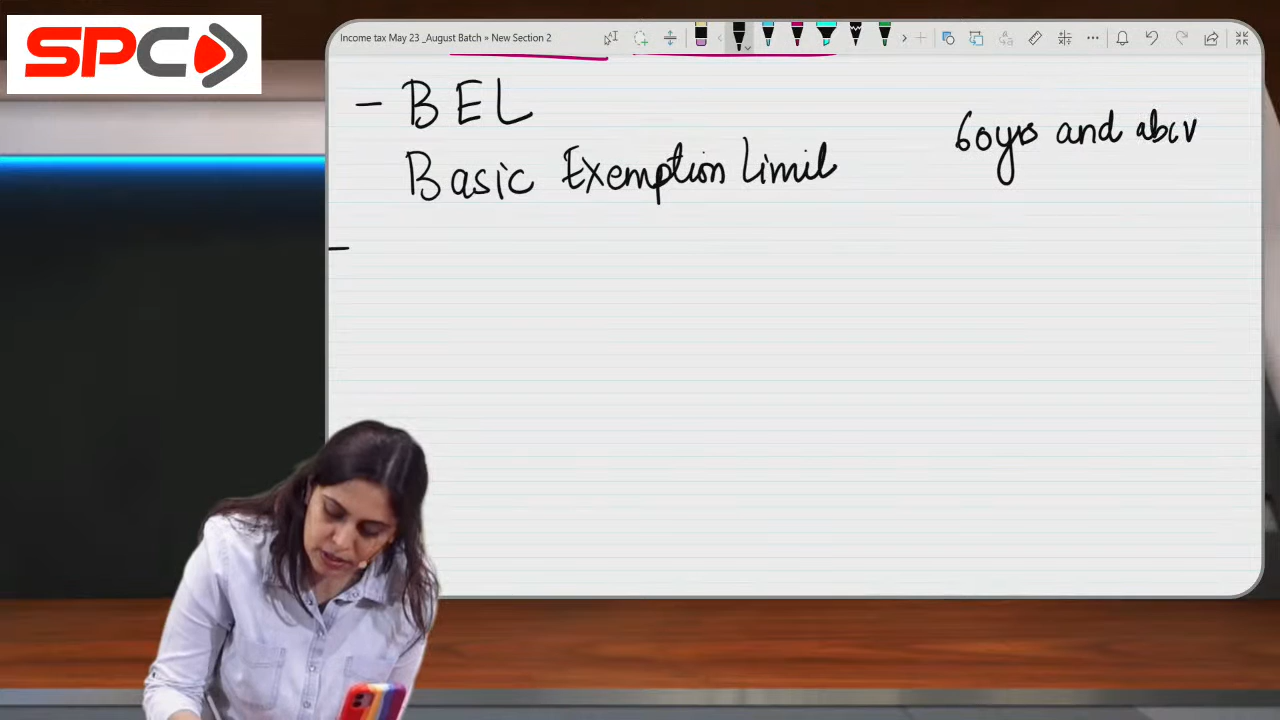 SPC
Income tax May 23 _August Batch » New Section 2
- BEL
Basic Exemption Limit
60yrs and abov
-